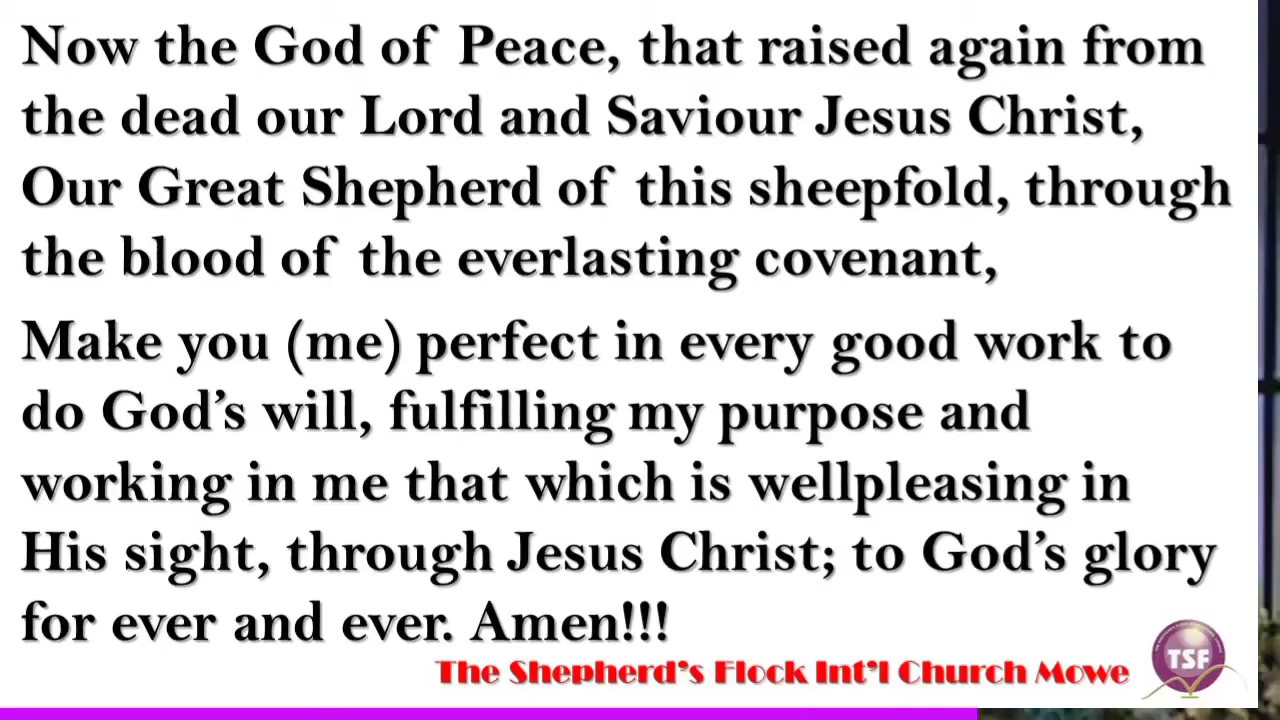 Now the God of Peace, that raised again from
the dead our Lord and Saviour Jesus Christ,
Our Great Shepherd of this sheepfold, through
the blood of the everlasting covenant,
Make you (me) perfect in every good work to
do God’s will, fulfilling my purpose and
working in me that which is wellpleasing in
His sight, through Jesus Christ; to God’s glory
for ever and ever. Amen!!!
The Shepherd’s Flock Int’l Church Mowe
TSF